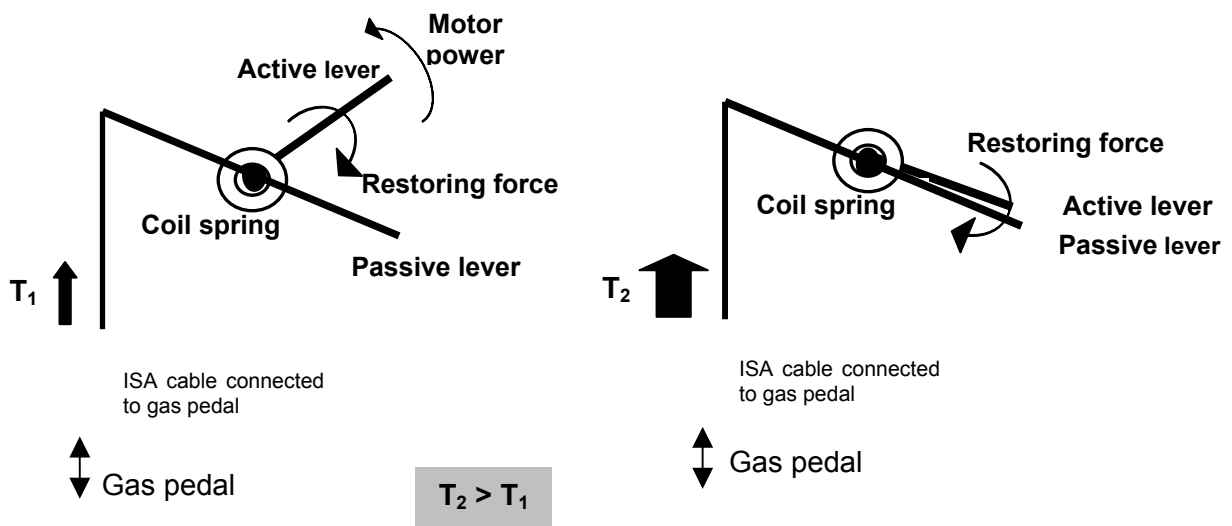 Motor
power
Active lever
Restoring force
Coil spring
Passive lever
T₁
ISA cable connected
to gas pedal
Gas pedal
T₂ > T₁
Restoring force
Coil spring
Active lever
Passive lever
T₂
ISA cable connected
to gas pedal
Gas pedal